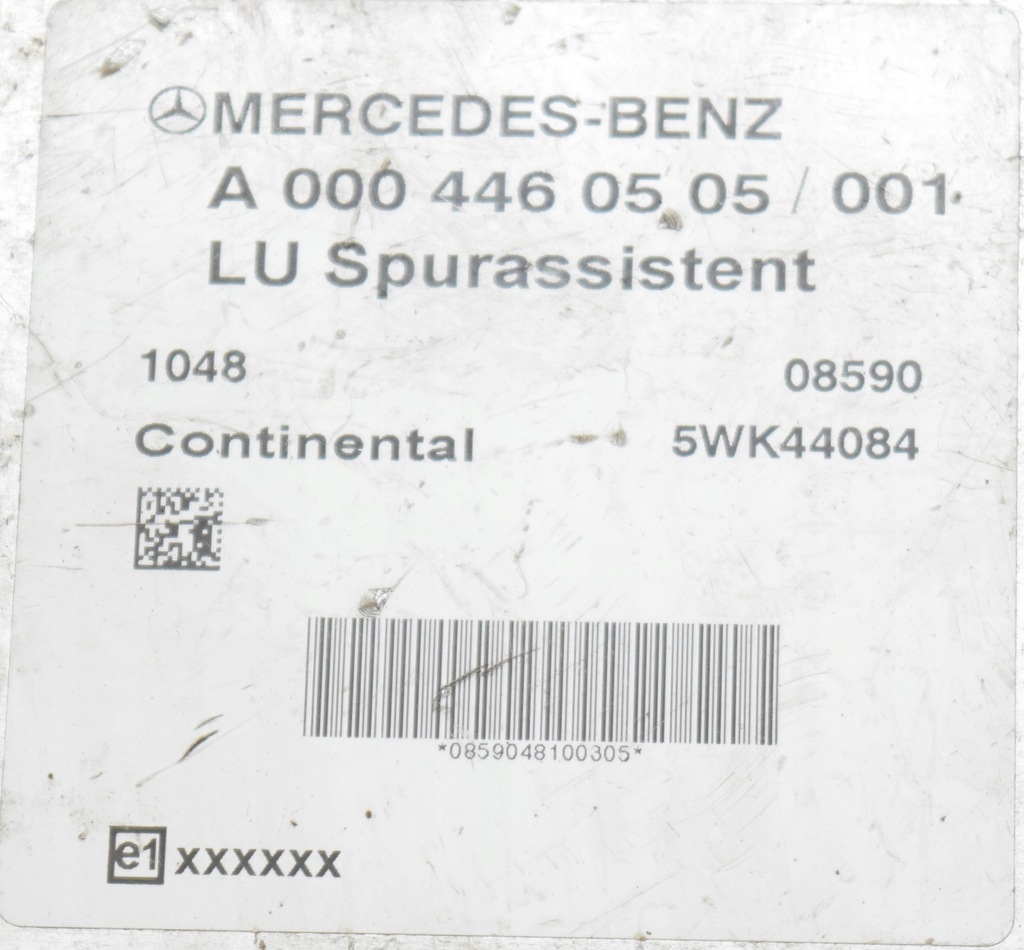 MERCEDES-BENZ
A 000 446 05 05 / 001
LU Spurassistent
1048 08590
Continental 5WK44084
*0859048100305*
e1 xxxxxx